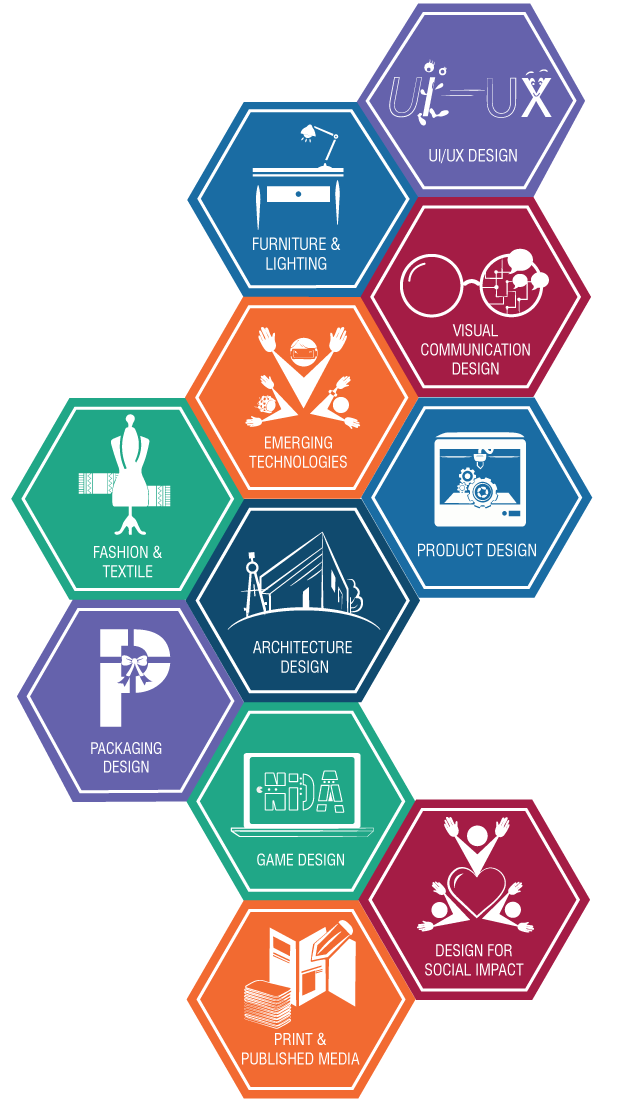 UI-UX
UI/UX DESIGN
FURNITURE &
LIGHTING
VISUAL
COMMUNICATION
DESIGN
EMERGING
TECHNOLOGIES
PRODUCT DESIGN
FASHION &
TEXTILE
ARCHITECTURE
DESIGN
P
PACKAGING
DESIGN
NiDA
GAME DESIGN
DESIGN FOR
SOCIAL IMPACT
PRINT &
PUBLISHED MEDIA